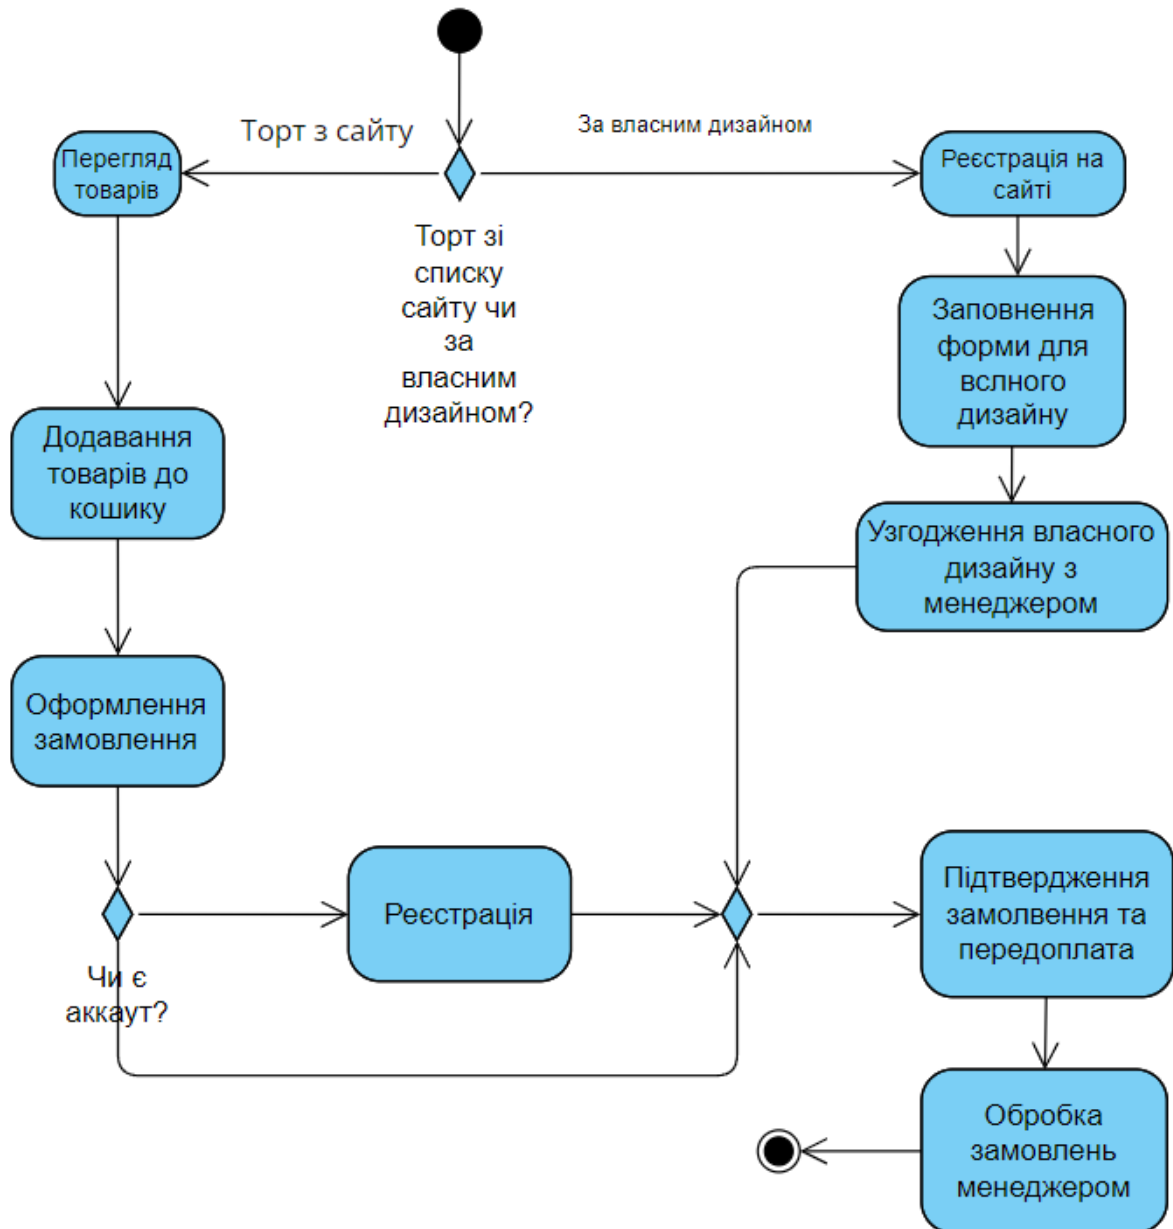 Торт з сайту
За власним дизайном
Перегляд
товарів
Реєстрація на
сайті
Торт зі
списку
сайту чи
за
власним
дизайном?
Заповнення
форми для
вслного
дизайну
Додавання
товарів до
кошику
Узгодження власного
дизайну з
менеджером
Оформлення
замовлення
Реєстрація
Підтвердження
замолвення та
передоплата
Чи є
аккаут?
Обробка
замовлень
менеджером